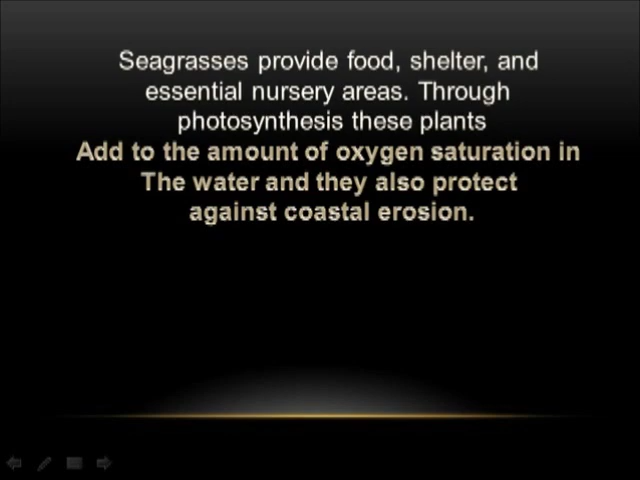 Seagrasses provide food, shelter, and
essential nursery areas. Through
photosynthesis these plants
Add to the amount of oxygen saturation in
The water and they also protect
against coastal erosion.